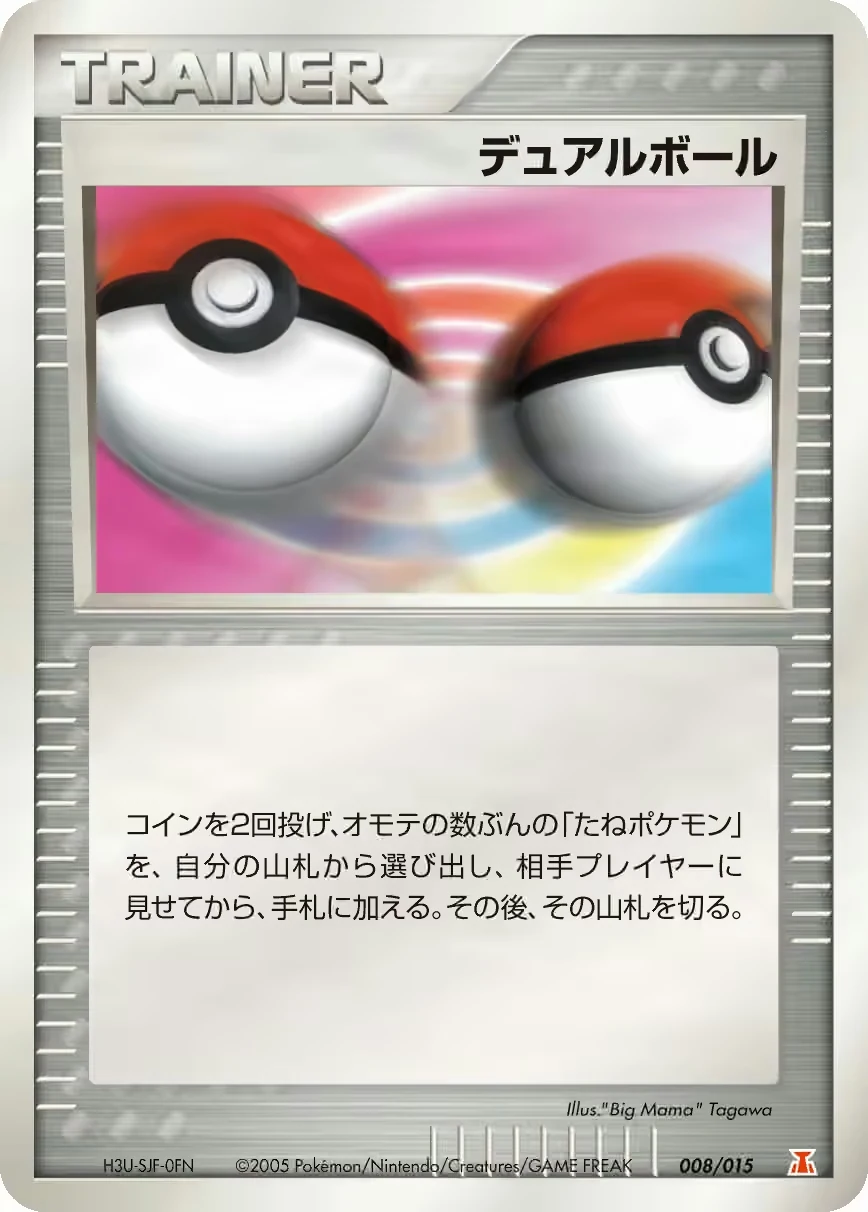 TRAINER
デュアルボール
コインを2回投げ、オモテの数ぶんの「たねポケモン」
を、自分の山札から選び出し、相手プレイヤーに
見せてから、手札に加える。その後、その山札を切る。
Illus."Big Mama" Tagawa
H3U-SJF-0FN ©2005 Pokémon/Nintendo/Creatures/GAME FREAK 008/015